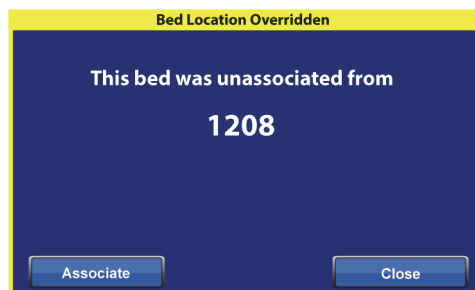 Bed Location Overridden
This bed was unassociated from
1208
Associate
Close